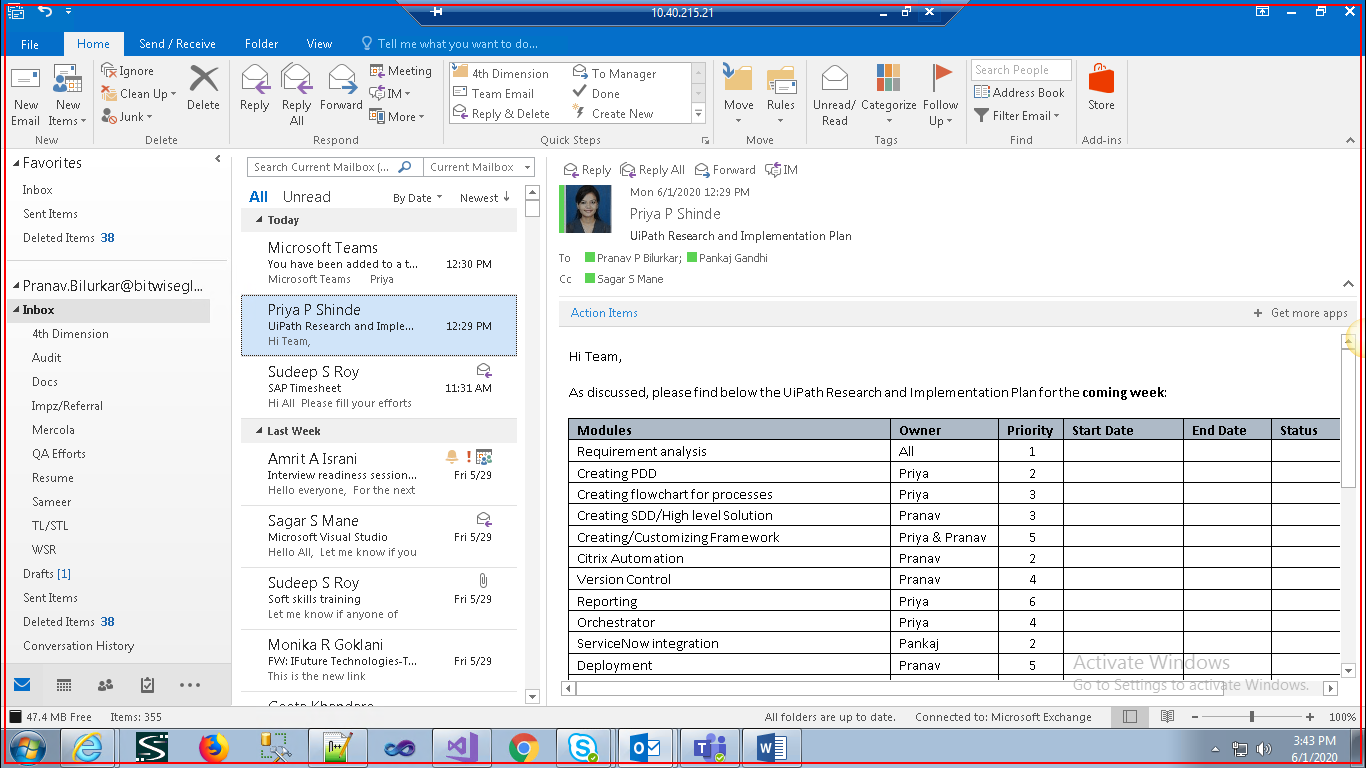 10.40.215.21
File Home Send / Receive Folder View Tell me what you want to do...
New Email
New Items
New
Ignore
Clean Up
Junk
Delete
Delete
Reply
Reply All
Forward
Meeting
IM
More
Respond
4th Dimension
Team Email
Reply & Delete
To Manager
Done
Create New
Quick Steps
Move
Rules
Move
Unread/ Read
Categorize
Follow Up
Tags
Search People
Address Book
Filter Email
Find
Store
Add-ins
Favorites
Inbox
Sent Items
Deleted Items 38
Pranav.Bilurkar@bitwisegl...
Inbox
4th Dimension
Audit
Docs
Impz/Referral
Mercola
QA Efforts
Resume
Sameer
TL/STL
WSR
Drafts [1]
Sent Items
Deleted Items 38
Conversation History
Search Current Mailbox (... Current Mailbox
All Unread By Date Newest
Today
Microsoft Teams
You have been added to a t... 12:30 PM
Microsoft Teams Priya
Priya P Shinde
UiPath Research and Imple... 12:29 PM
Hi Team,
Sudeep S Roy
SAP Timesheet 11:31 AM
Hi All Please fill your efforts
Last Week
Amrit A Israni
Interview readiness session... Fri 5/29
Hello everyone, For the next
Sagar S Mane
Microsoft Visual Studio Fri 5/29
Hello All, Let me know if you
Sudeep S Roy
Soft skills training Fri 5/29
Let me know if anyone of
Monika R Goklani
FW: IFuture Technologies-T... Fri 5/29
This is the new link
Reply Reply All Forward IM
Mon 6/1/2020 12:29 PM
Priya P Shinde
UiPath Research and Implementation Plan
To Pranav P Bilurkar; Pankaj Gandhi
Cc Sagar S Mane
Action Items + Get more apps
Hi Team,
As discussed, please find below the UiPath Research and Implementation Plan for the coming week:
Modules Owner Priority Start Date End Date Status
Requirement analysis All 1
Creating PDD Priya 2
Creating flowchart for processes Priya 3
Creating SDD/High level Solution Pranav 3
Creating/Customizing Framework Priya & Pranav 5
Citrix Automation Pranav 2
Version Control Pranav 4
Reporting Priya 6
Orchestrator Priya 4
ServiceNow integration Pankaj 2
Deployment Pranav 5
Activate Windows
Go to Settings to activate Windows.
47.4 MB Free Items: 355 All folders are up to date. Connected to: Microsoft Exchange 100%
3:43 PM
6/1/2020